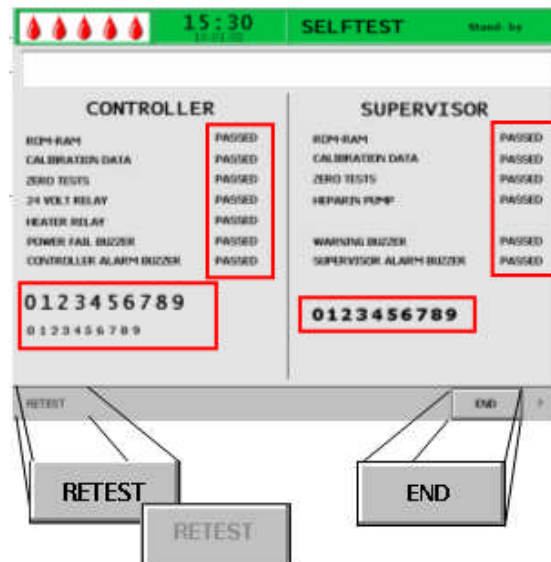 15:30 SELFTEST Stand- by
CONTROLLER
ROM-RAM PASSED
CALIBRATION DATA PASSED
ZERO TESTS PASSED
24 VOLT RELAY PASSED
HEATER RELAY PASSED
POWER FAIL BUZZER PASSED
CONTROLLER ALARM BUZZER PASSED
0123456789
0123456789
SUPERVISOR
ROM-RAM PASSED
CALIBRATION DATA PASSED
ZERO TESTS PASSED
HEPARIN PUMP PASSED
WARNING BUZZER PASSED
SUPERVISOR ALARM BUZZER PASSED
0123456789
RETEST END
RETEST
RETEST
END